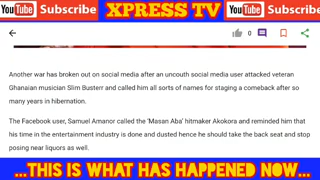 YouTube Subscribe XPRESS TV YouTube Subscribe
0
Another war has broken out on social media after an uncouth social media user attacked veteran
Ghanaian musician Slim Busterr and called him all sorts of names for staging a comeback after so
many years in hibernation.
The Facebook user, Samuel Amanor called the 'Masan Aba' hitmaker Akokora and reminded him that
his time in the entertainment industry is done and dusted hence he should take the back seat and stop
posing near liquors as well.
...THIS IS WHAT HAS HAPPENED NOW...